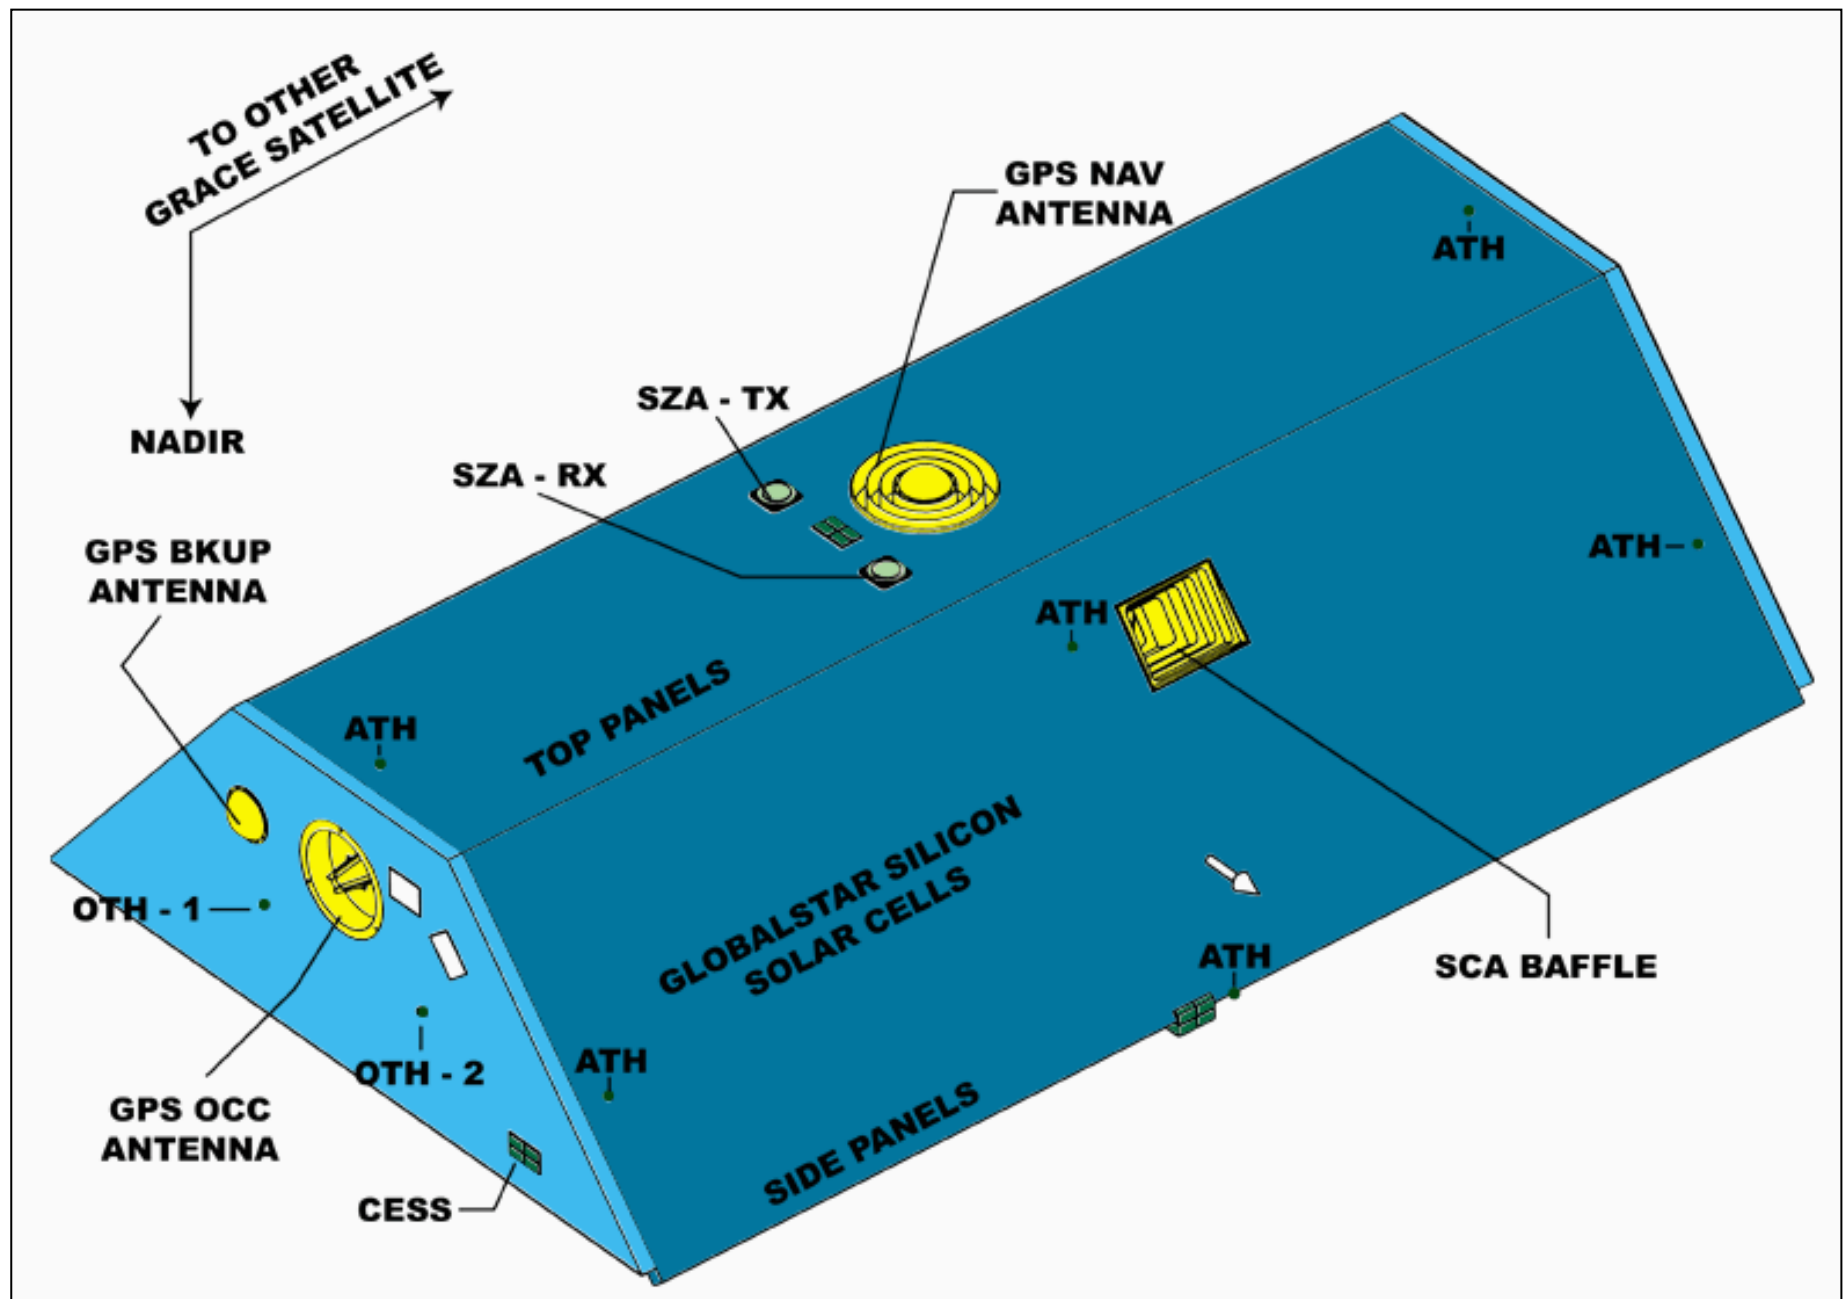 TO OTHER
GRACE SATELLITE
NADIR
GPS NAV
ANTENNA
ATH
SZA - TX
SZA - RX
GPS BKUP
ANTENNA
ATH
ATH
ATH
TOP PANELS
GLOBALSTAR SILICON
SOLAR CELLS
OTH - 1
ATH
SCA BAFFLE
OTH - 2
ATH
GPS OCC
ANTENNA
SIDE PANELS
CESS